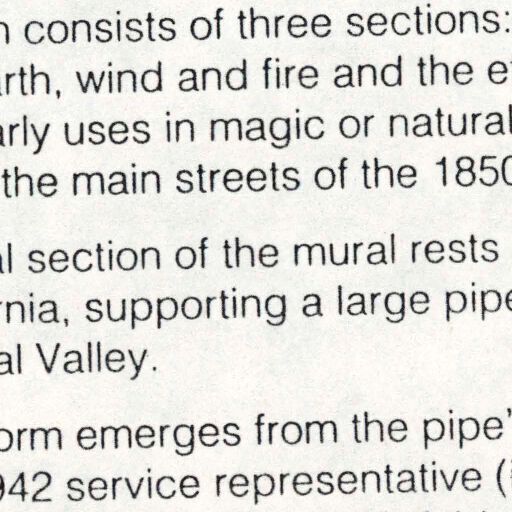 n consists of three sections:
arth, wind and fire and the e
arly uses in magic or natural
the main streets of the 1850
al section of the mural rests
rnia, supporting a large pipe
al Valley.
orm emerges from the pipe'
942 service representative (